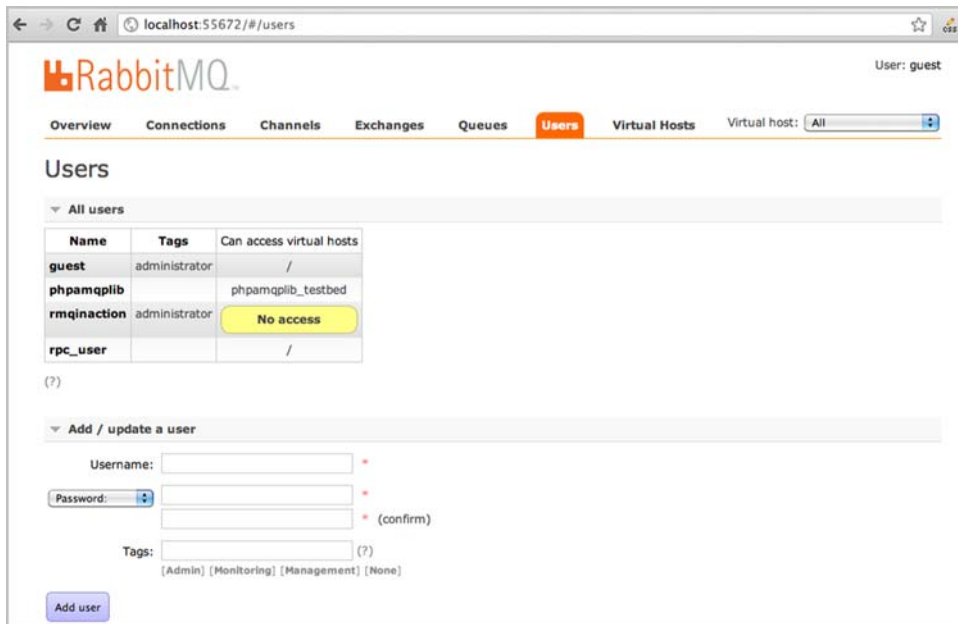 localhost:55672/#/users
css
RabbitMQ
User: guest
Overview Connections Channels Exchanges Queues Users Virtual Hosts Virtual host: All
Users
All users
Name Tags Can access virtual hosts
guest administrator /
phpamqplib phpamqplib_testbed
rmqinaction administrator No access
rpc_user /
(?)
Add / update a user
Username: *
Password: *
* (confirm)
Tags: (?)
[Admin] [Monitoring] [Management] [None]
Add user